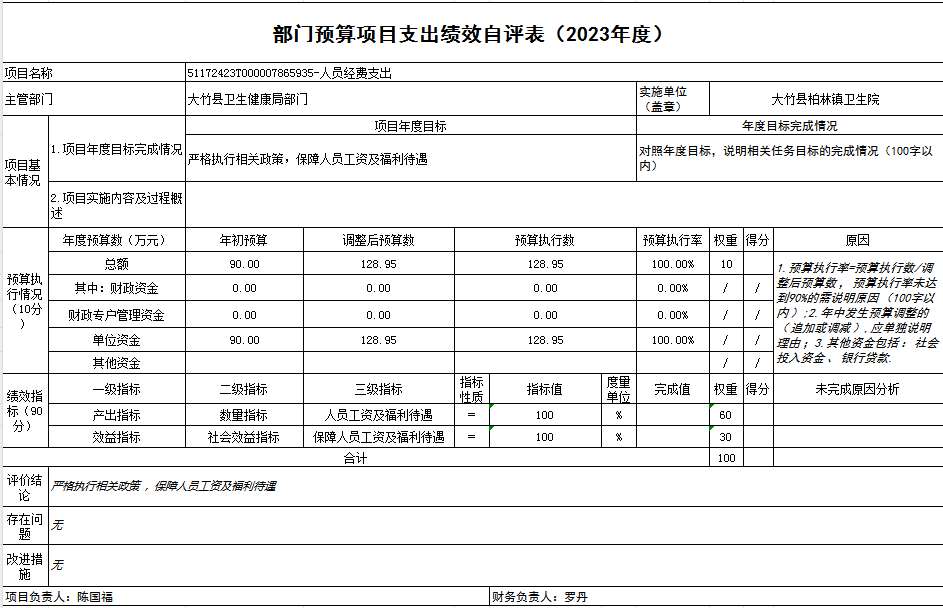 部门预算项目支出绩效自评表（2023年度）
项目名称 51172423T000007865935-人员经费支出
主管部门 大竹县卫生健康局部门 实施单位（盖章） 大竹县柏林镇卫生院
项目基本情况 1.项目年度目标完成情况 项目年度目标 年度目标完成情况
严格执行相关政策，保障人员工资及福利待遇 对照年度目标，说明相关任务目标的完成情况（100字以内）
2.项目实施内容及过程概述
预算执行情况（10分） 年度预算数（万元） 年初预算 调整后预算数 预算执行数 预算执行率 权重 得分 原因
总额 90.00 128.95 128.95 100.00% 10
其中：财政资金 0.00 0.00 0.00 0.00% / /
财政专户管理资金 0.00 0.00 0.00 0.00% / /
单位资金 90.00 128.95 128.95 100.00% / /
其他资金 / /
1.预算执行率=预算执行数/调整后预算数，预算执行率未达到90%的需说明原因（100字以内）;2.年中发生预算调整的（追加或调减）,应单独说明理由；3.其他资金包括：社会投入资金、银行贷款.
绩效指标（90分） 一级指标 二级指标 三级指标 指标性质 指标值 度量单位 完成值 权重 得分 未完成原因分析
产出指标 数量指标 人员工资及福利待遇 ＝ 100 % 60
效益指标 社会效益指标 保障人员工资及福利待遇 ＝ 100 % 30
合计 100
评价结论 严格执行相关政策，保障人员工资及福利待遇
存在问题 无
改进措施 无
项目负责人：陈国福 财务负责人：罗丹